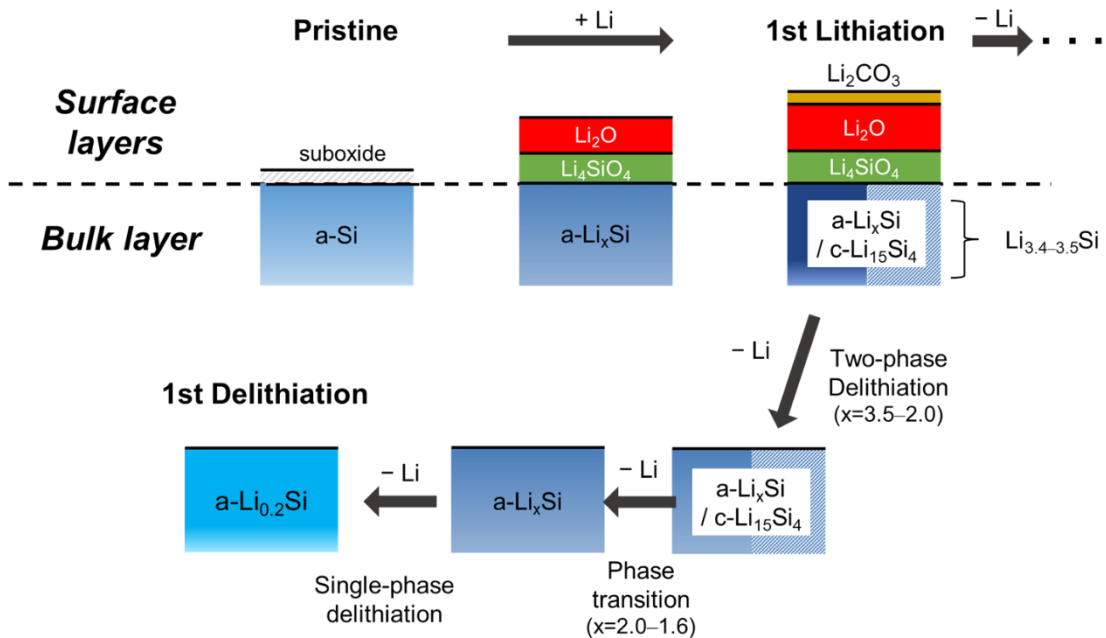 Pristine
+ Li
1st Lithiation
– Li
. . .
Surface
layers
suboxide
Li₂O
Li₄SiO₄
Li₂CO₃
Li₂O
Li₄SiO₄
Bulk layer
a-Si
a-LiₓSi
a-LiₓSi
/ c-Li₁₅Si₄
Li₃.₄₋₃.₅Si
– Li
Two-phase
Delithiation
(x=3.5–2.0)
1st Delithiation
a-Li₀.₂Si
– Li
a-LiₓSi
– Li
a-LiₓSi
/ c-Li₁₅Si₄
Single-phase
delithiation
Phase
transition
(x=2.0–1.6)